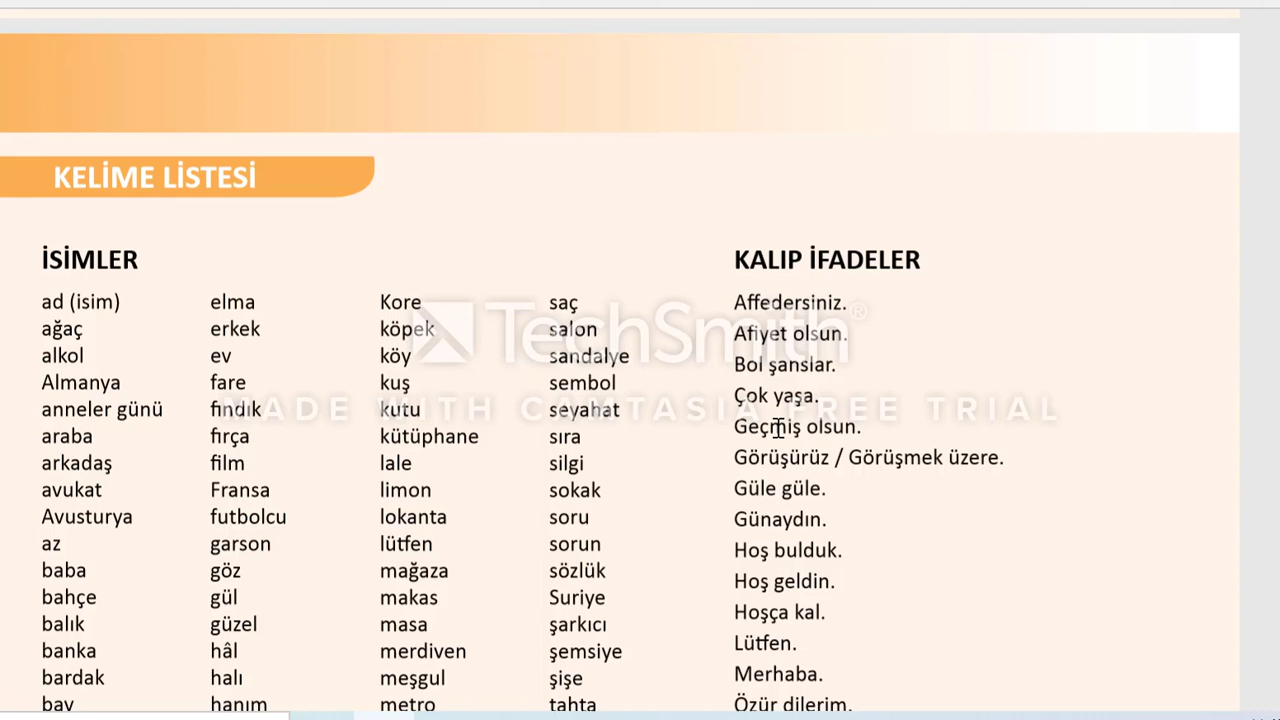 KELİME LİSTESİ
İSİMLER
ad (isim)
ağaç
alkol
Almanya
anneler günü
araba
arkadaş
avukat
Avusturya
az
baba
bahçe
balık
banka
bardak
bay
elma
erkek
ev
fare
fındık
fırça
film
Fransa
futbolcu
garson
göz
gül
güzel
hâl
halı
hanım
Kore
köpek
köy
kuş
kutu
kütüphane
lale
limon
lokanta
lütfen
mağaza
makas
masa
merdiven
meşgul
metro
saç
salon
sandalye
sembol
seyahat
sıra
silgi
sokak
soru
sorun
sözlük
Suriye
şarkıcı
şemsiye
şişe
tahta
KALIP İFADELER
Affedersiniz.
Afiyet olsun.
Bol şanslar.
Çok yaşa.
Geçmiş olsun.
Görüşürüz / Görüşmek üzere.
Güle güle.
Günaydın.
Hoş bulduk.
Hoş geldin.
Hoşça kal.
Lütfen.
Merhaba.
Özür dilerim.
TechSmith®
MADE WITH CAMTASIA FREE TRIAL